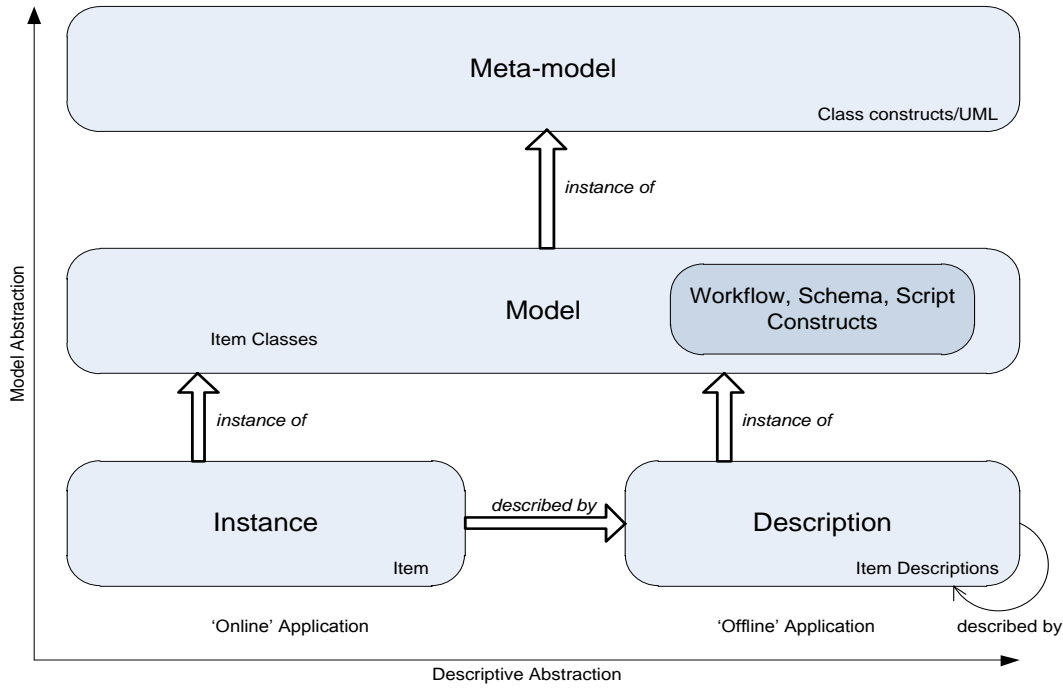 Meta-model
Class constructs/UML
instance of
Model
Workflow, Schema, Script
Constructs
Item Classes
instance of
instance of
Instance
Item
described by
Description
Item Descriptions
described by
‘Online’ Application
‘Offline’ Application
Model Abstraction
Descriptive Abstraction